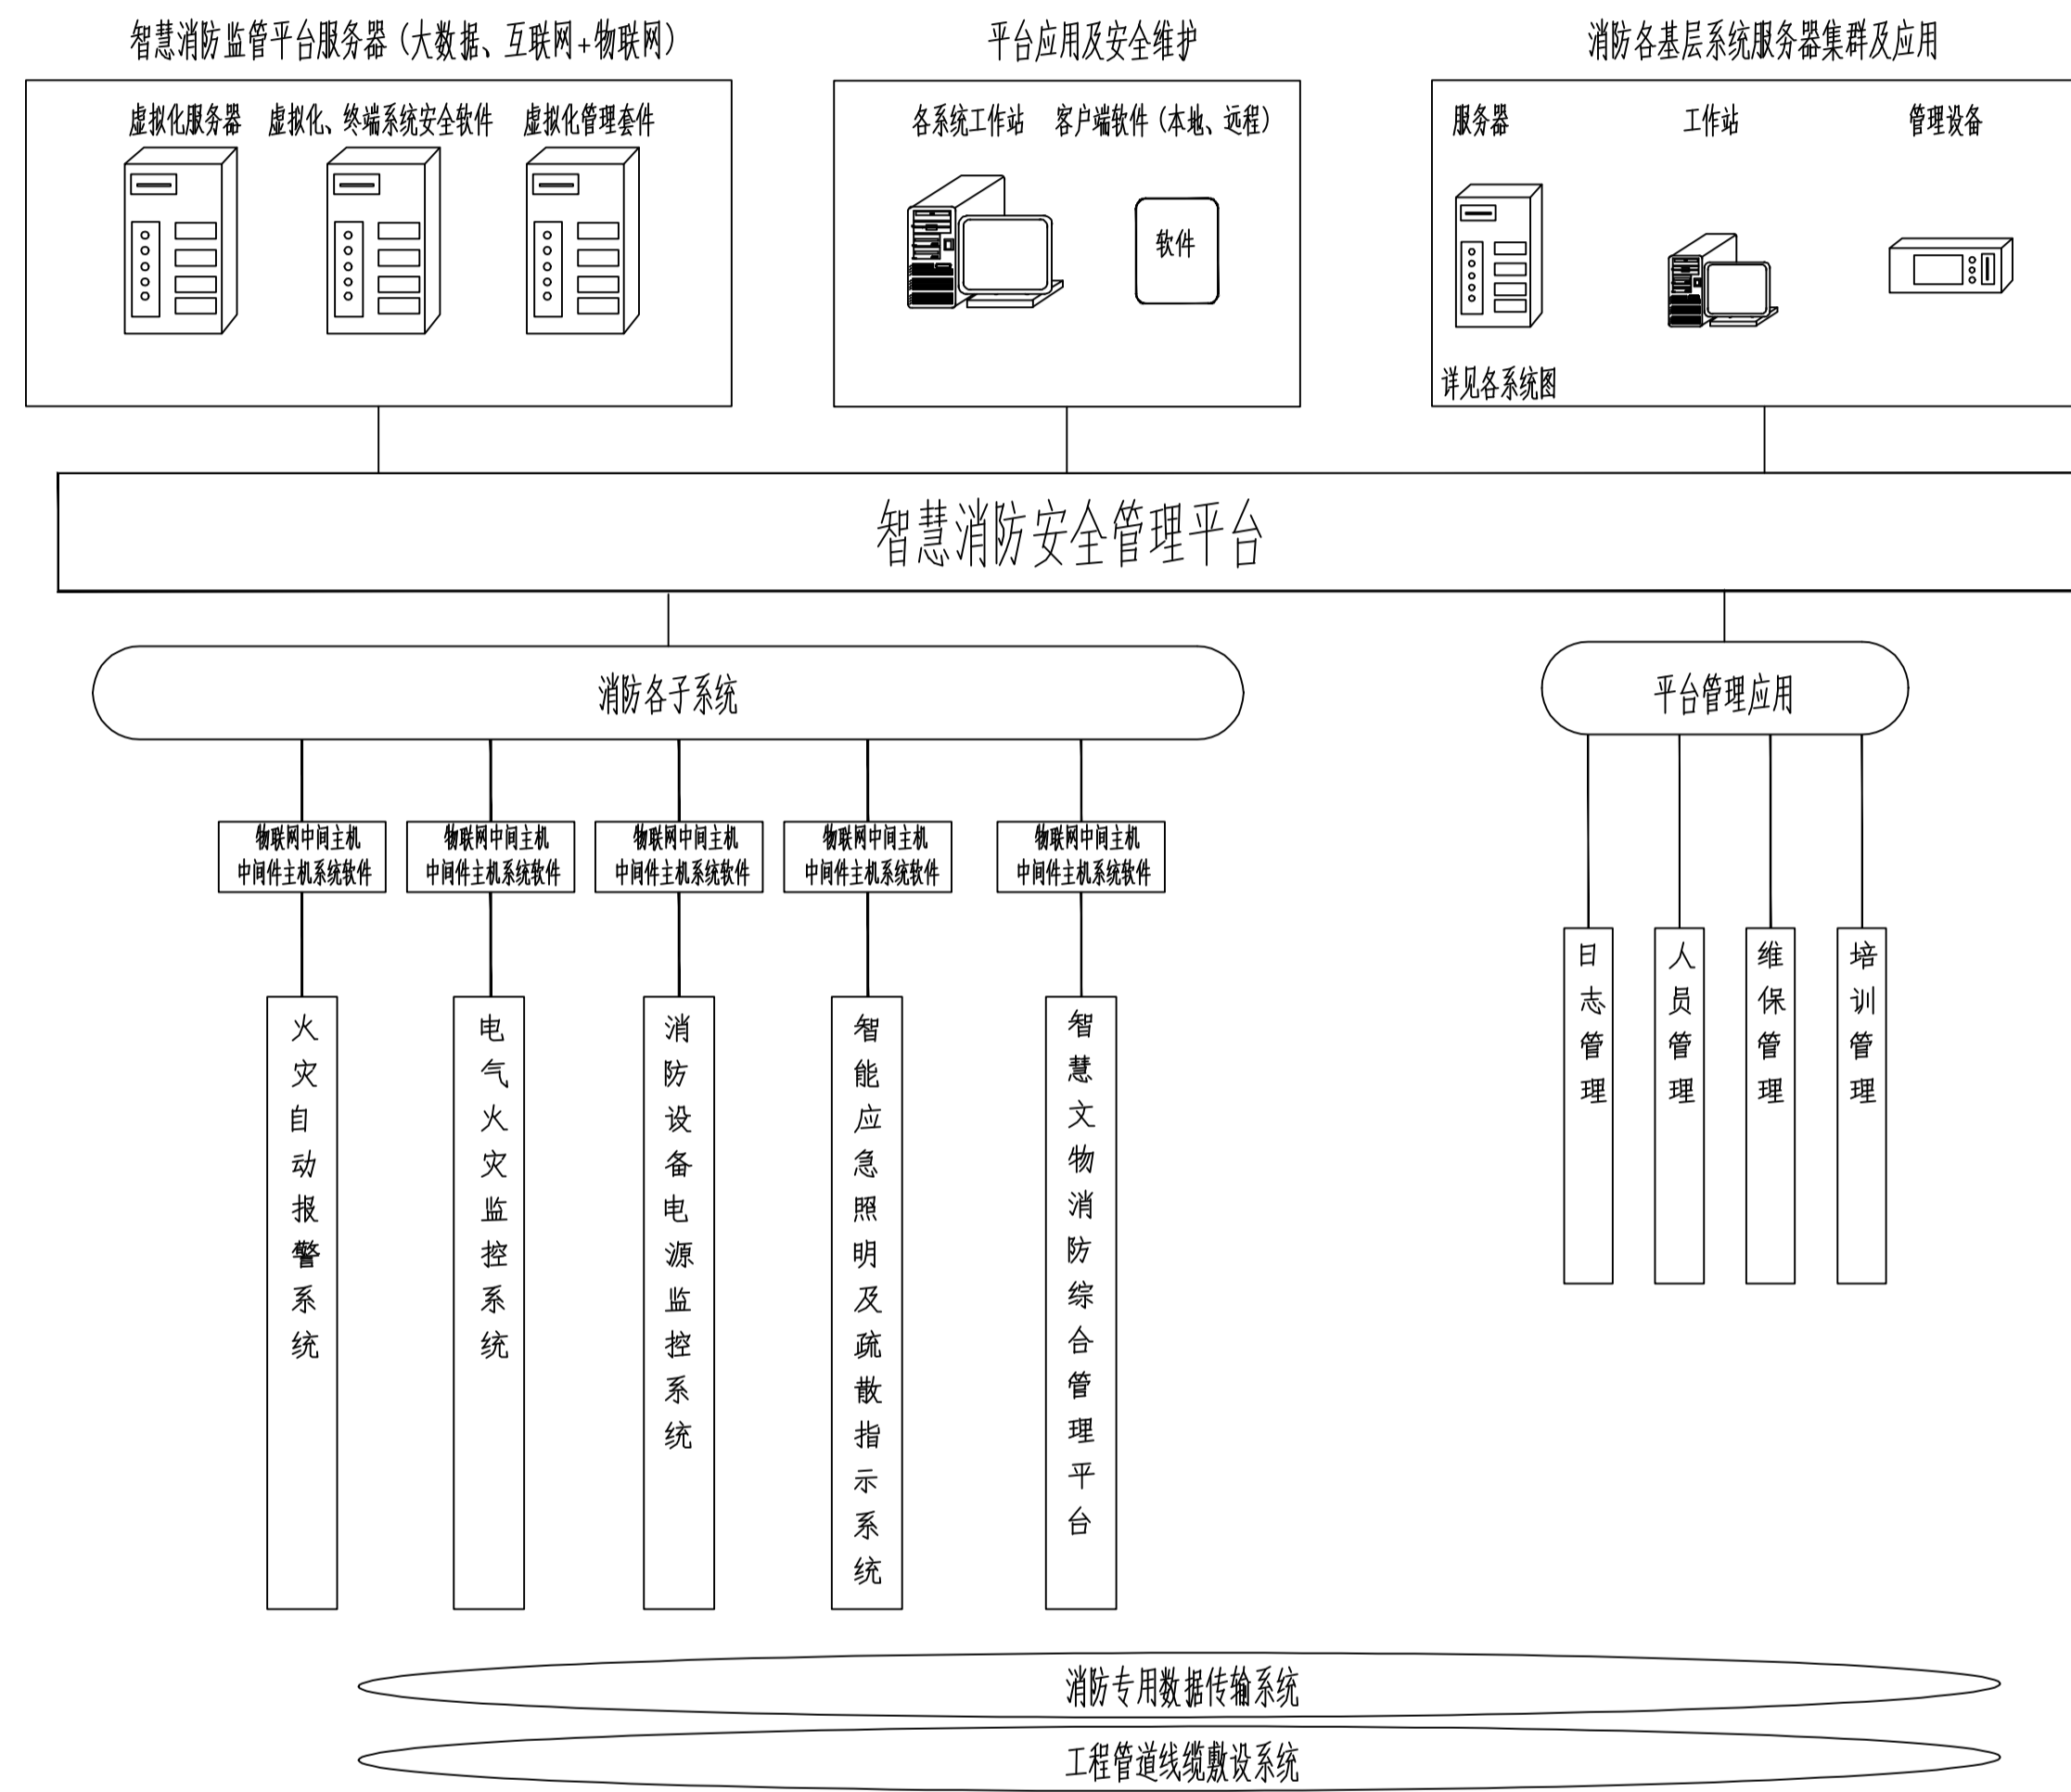 智慧消防监管平台服务器（大数据、互联网+物联网）
平台应用及安全维护
消防各基层系统服务器集群及应用
虚拟化服务器
虚拟化、终端系统安全软件
虚拟化管理套件
各系统工作站
客户端软件（本地、远程）
服务器
工作站
管理设备
软件
详见各系统图
智慧消防安全管理平台
消防各子系统
平台管理应用
物联网中间主机
中间件主机系统软件
物联网中间主机
中间件主机系统软件
物联网中间主机
中间件主机系统软件
物联网中间主机
中间件主机系统软件
物联网中间主机
中间件主机系统软件
日志管理
人员管理
维保管理
培训管理
火灾自动报警系统
电气火灾监控系统
消防设备电源监控系统
智能应急照明及疏散指示系统
智慧文物消防综合管理平台
消防专用数据传输系统
工程管道线缆敷设系统